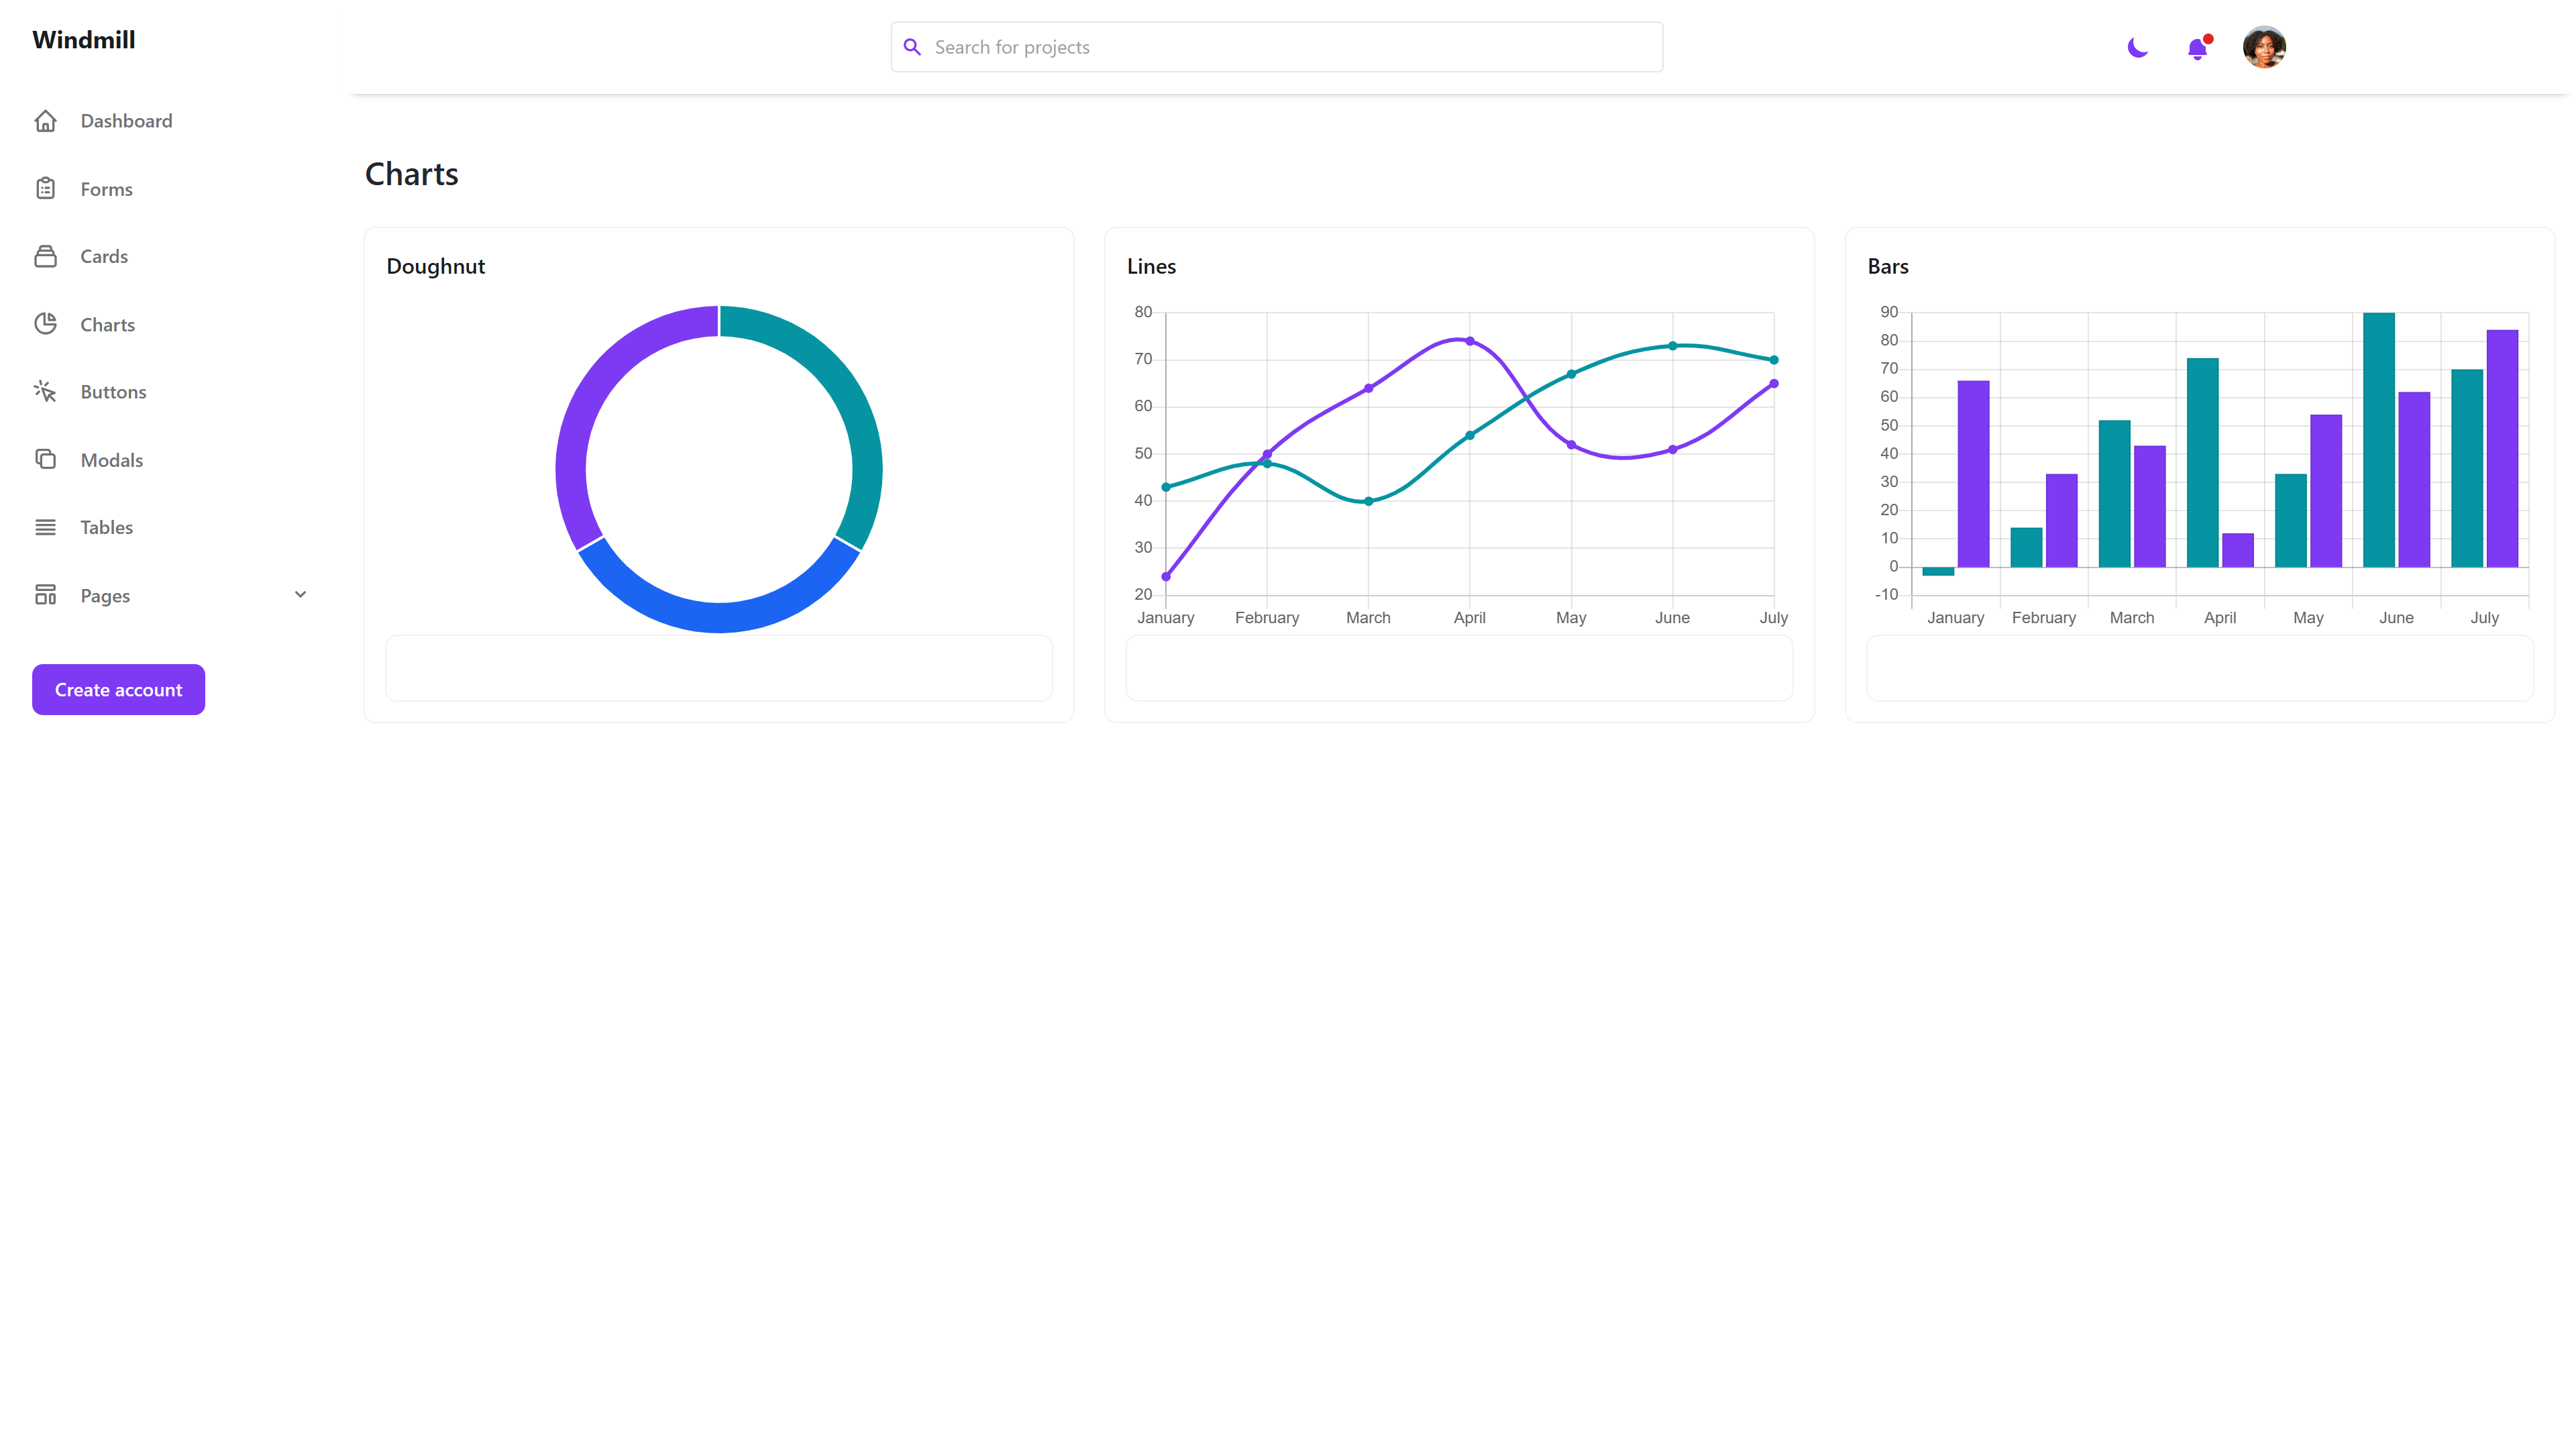 Windmill
Search for projects
Dashboard
Forms
Cards
Charts
Buttons
Modals
Tables
Pages
Create account
Charts
Doughnut
Lines
80
70
60
50
40
30
20
January February March April May June July
Bars
90
80
70
60
50
40
30
20
10
0
-10
January February March April May June July